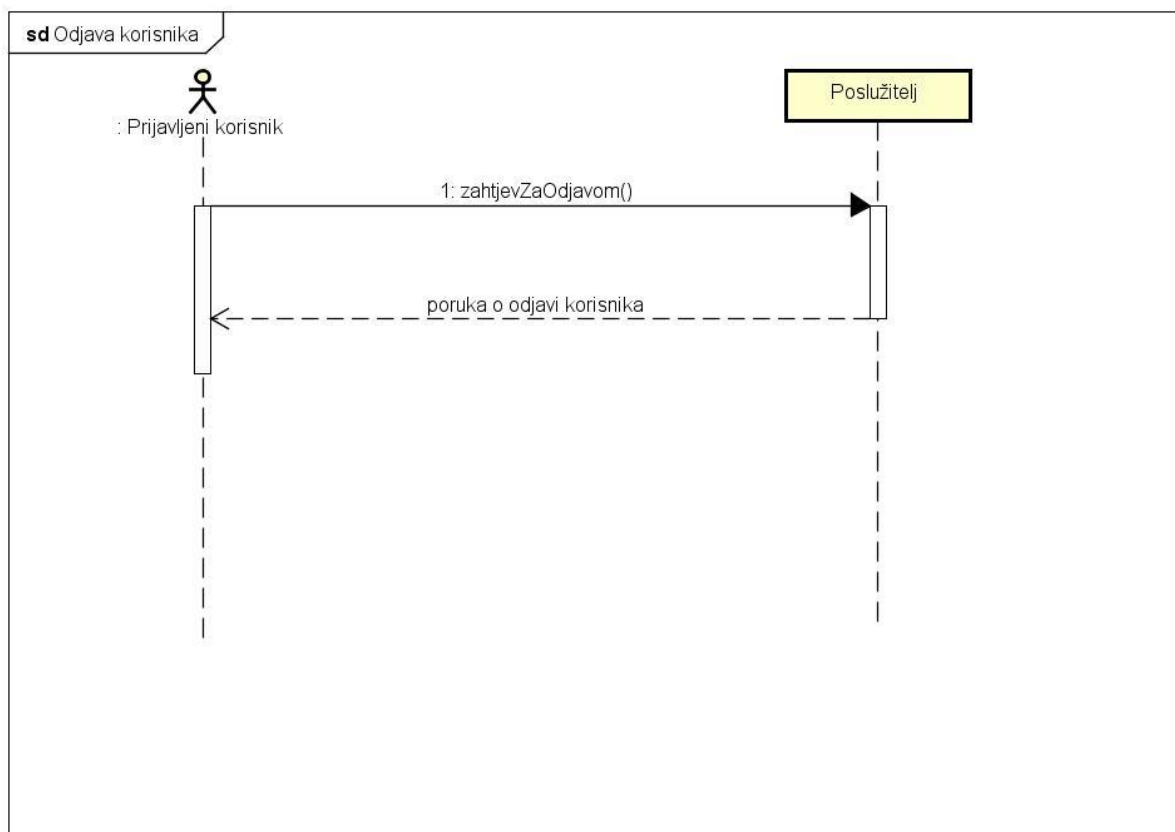 sd Odjava korisnika
: Prijavljeni korisnik
Poslužitelj
1: zahtjevZaOdjavom()
poruka o odjavi korisnika